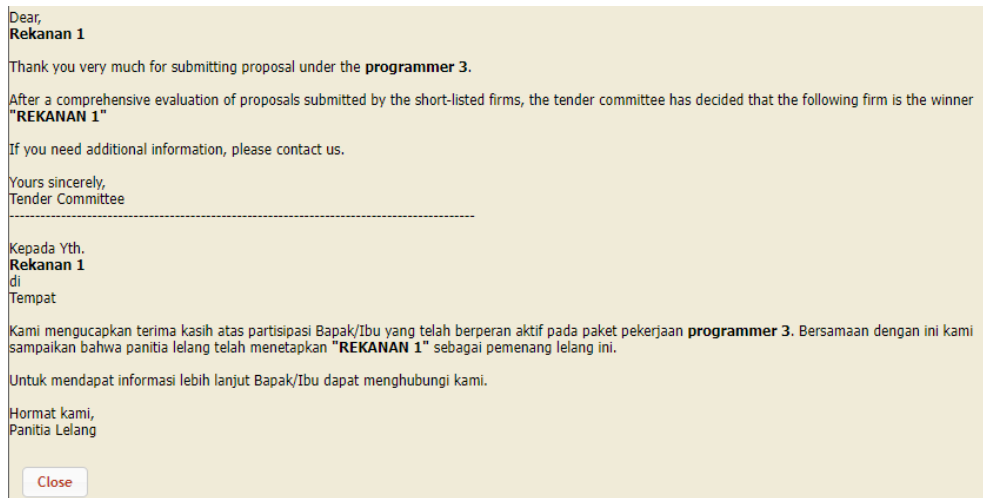 Dear,
Rekanan 1
Thank you very much for submitting proposal under the programmer 3.
After a comprehensive evaluation of proposals submitted by the short-listed firms, the tender committee has decided that the following firm is the winner
"REKANAN 1"
If you need additional information, please contact us.
Yours sincerely,
Tender Committee
--------------------------------------------------------------------------------------------
Kepada Yth.
Rekanan 1
di
Tempat
Kami mengucapkan terima kasih atas partisipasi Bapak/Ibu yang telah berperan aktif pada paket pekerjaan programmer 3. Bersamaan dengan ini kami
sampaikan bahwa panitia lelang telah menetapkan "REKANAN 1" sebagai pemenang lelang ini.
Untuk mendapat informasi lebih lanjut Bapak/Ibu dapat menghubungi kami.
Hormat kami,
Panitia Lelang
Close